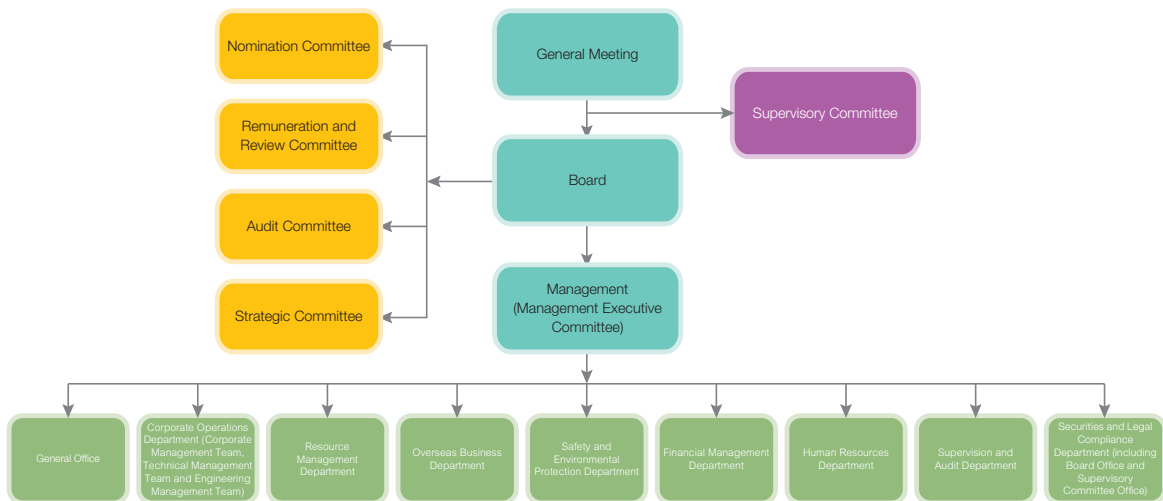 Nomination Committee
General Meeting
Supervisory Committee
Remuneration and
Review Committee
Board
Audit Committee
Management
(Management Executive
Committee)
Strategic Committee
General Office
Corporate Operations
Department (Corporate
Management Team,
Technical Management
Team and Engineering
Management Team)
Resource
Management
Department
Overseas Business
Department
Safety and
Environmental
Protection Department
Financial Management
Department
Human Resources
Department
Supervision and
Audit Department
Securities and Legal
Compliance
Department (including
Board Office and
Supervisory
Committee Office)